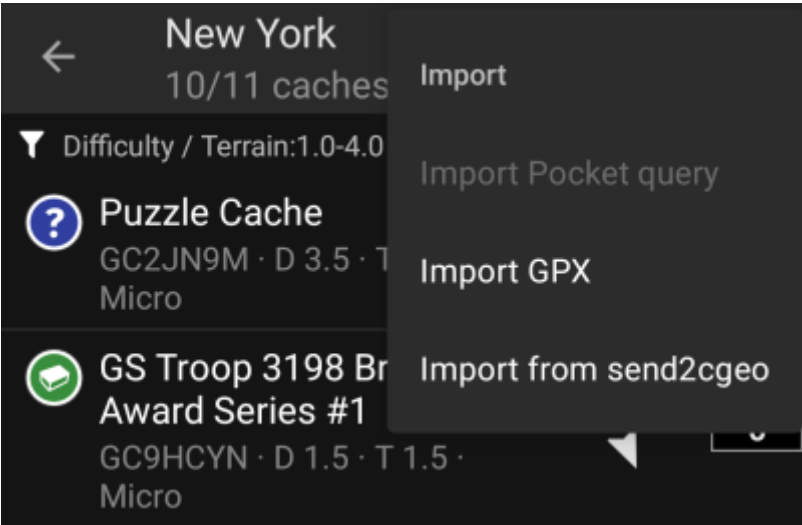 New York
10/11 caches
Difficulty / Terrain:1.0-4.0
?
Puzzle Cache
GC2JN9M · D 3.5 · T
Micro
GS Troop 3198 Br
Award Series #1
GC9HCYN · D 1.5 · T 1.5 ·
Micro
Import
Import Pocket query
Import GPX
Import from send2cgeo